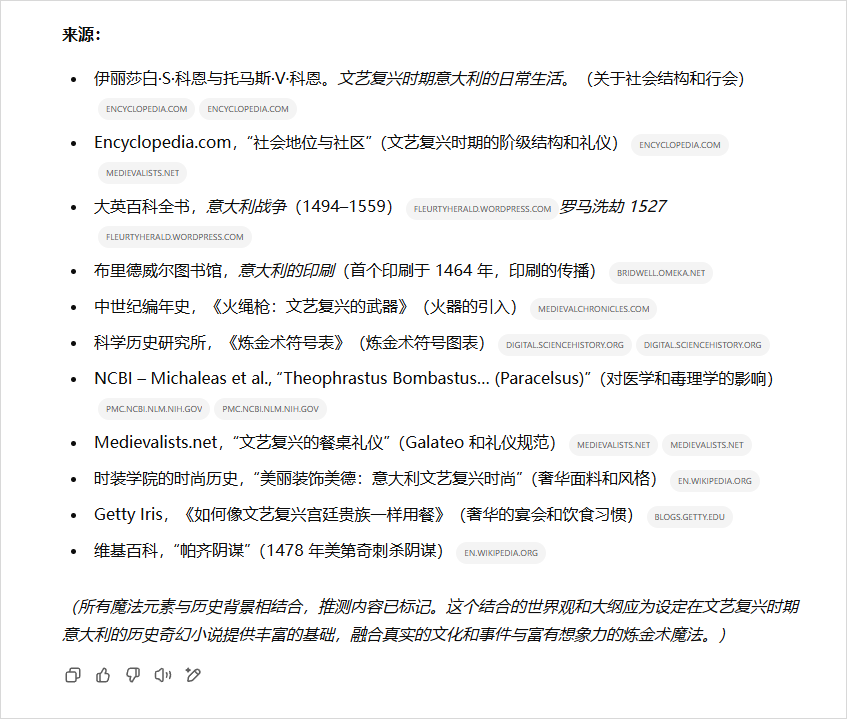 来源：
伊丽莎白·S·科恩与托马斯·V·科恩。文艺复兴时期意大利的日常生活。（关于社会结构和行会）
ENCYCLOPEDIA.COM ENCYCLOPEDIA.COM
Encyclopedia.com，“社会地位与社区”（文艺复兴时期的阶级结构和礼仪） ENCYCLOPEDIA.COM
MEDIEVALISTS.NET
大英百科全书，意大利战争（1494–1559） FLEURTYHERALD.WORDPRESS.COM 罗马洗劫 1527
FLEURTYHERALD.WORDPRESS.COM
布里德威尔图书馆，意大利的印刷（首个印刷于 1464 年，印刷的传播） BRIDWELL.OMEKA.NET
中世纪编年史，《火绳枪：文艺复兴的武器》（火器的引入） MEDIEVALCHRONICLES.COM
科学历史研究所，《炼金术符号表》（炼金术符号图表） DIGITAL.SCIENCEHISTORY.ORG DIGITAL.SCIENCEHISTORY.ORG
NCBI – Michaleas et al., “Theophrastus Bombastus… (Paracelsus)”（对医学和毒理学的影响）
PMC.NCBI.NLM.NIH.GOV PMC.NCBI.NLM.NIH.GOV
Medievalists.net，“文艺复兴的餐桌礼仪”（Galateo 和礼仪规范） MEDIEVALISTS.NET MEDIEVALISTS.NET
时装学院的时尚历史，“美丽装饰美德：意大利文艺复兴时尚”（奢华面料和风格） EN.WIKIPEDIA.ORG
Getty Iris，《如何像文艺复兴宫廷贵族一样用餐》（奢华的宴会和饮食习惯） BLOGS.GETTY.EDU
维基百科，“帕齐阴谋”（1478 年美第奇刺杀阴谋） EN.WIKIPEDIA.ORG
（所有魔法元素与历史背景相结合，推测内容已标记。这个结合的世界观和大纲应为设定在文艺复兴时期
意大利的历史奇幻小说提供丰富的基础，融合真实的文化和事件与富有想象力的炼金术魔法。）